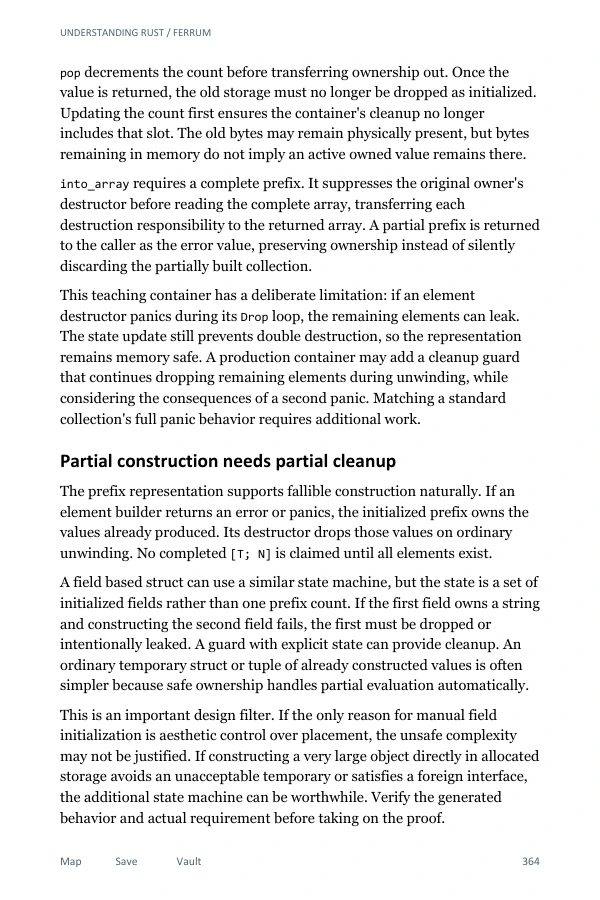 UNDERSTANDING RUST / FERRUM
pop decrements the count before transferring ownership out. Once the
value is returned, the old storage must no longer be dropped as initialized.
Updating the count first ensures the container's cleanup no longer
includes that slot. The old bytes may remain physically present, but bytes
remaining in memory do not imply an active owned value remains there.
into_array requires a complete prefix. It suppresses the original owner's
destructor before reading the complete array, transferring each
destruction responsibility to the returned array. A partial prefix is returned
to the caller as the error value, preserving ownership instead of silently
discarding the partially built collection.
This teaching container has a deliberate limitation: if an element
destructor panics during its Drop loop, the remaining elements can leak.
The state update still prevents double destruction, so the representation
remains memory safe. A production container may add a cleanup guard
that continues dropping remaining elements during unwinding, while
considering the consequences of a second panic. Matching a standard
collection's full panic behavior requires additional work.
Partial construction needs partial cleanup
The prefix representation supports fallible construction naturally. If an
element builder returns an error or panics, the initialized prefix owns the
values already produced. Its destructor drops those values on ordinary
unwinding. No completed [T; N] is claimed until all elements exist.
A field based struct can use a similar state machine, but the state is a set of
initialized fields rather than one prefix count. If the first field owns a string
and constructing the second field fails, the first must be dropped or
intentionally leaked. A guard with explicit state can provide cleanup. An
ordinary temporary struct or tuple of already constructed values is often
simpler because safe ownership handles partial evaluation automatically.
This is an important design filter. If the only reason for manual field
initialization is aesthetic control over placement, the unsafe complexity
may not be justified. If constructing a very large object directly in allocated
storage avoids an unacceptable temporary or satisfies a foreign interface,
the additional state machine can be worthwhile. Verify the generated
behavior and actual requirement before taking on the proof.
Map Save Vault 364